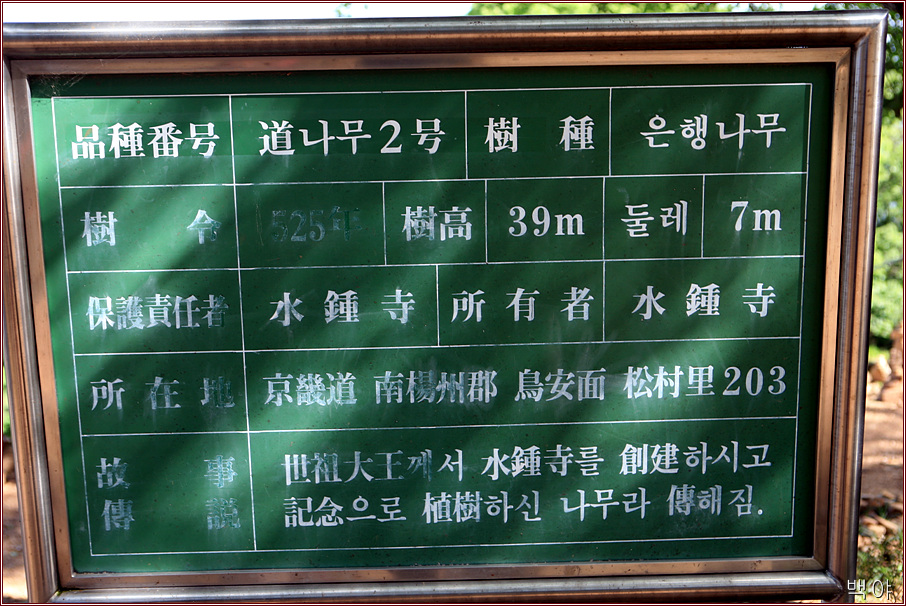 品種番号 道나무2号 樹種 은행나무
樹令 525年 樹高 39m 둘레 7m
保護責任者 水鍾寺 所有者 水鍾寺
所在地 京畿道 南楊州郡 鳥安面 松村里 203
故事傳說 世祖大王께서 水鍾寺를 創建하시고
記念으로 植樹하신 나무라 傳해짐.
백야